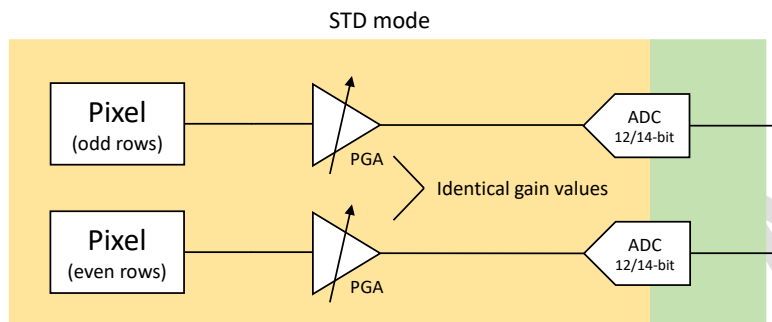 STD mode
Pixel
(odd rows)
PGA
ADC
12/14-bit
Identical gain values
Pixel
(even rows)
PGA
ADC
12/14-bit